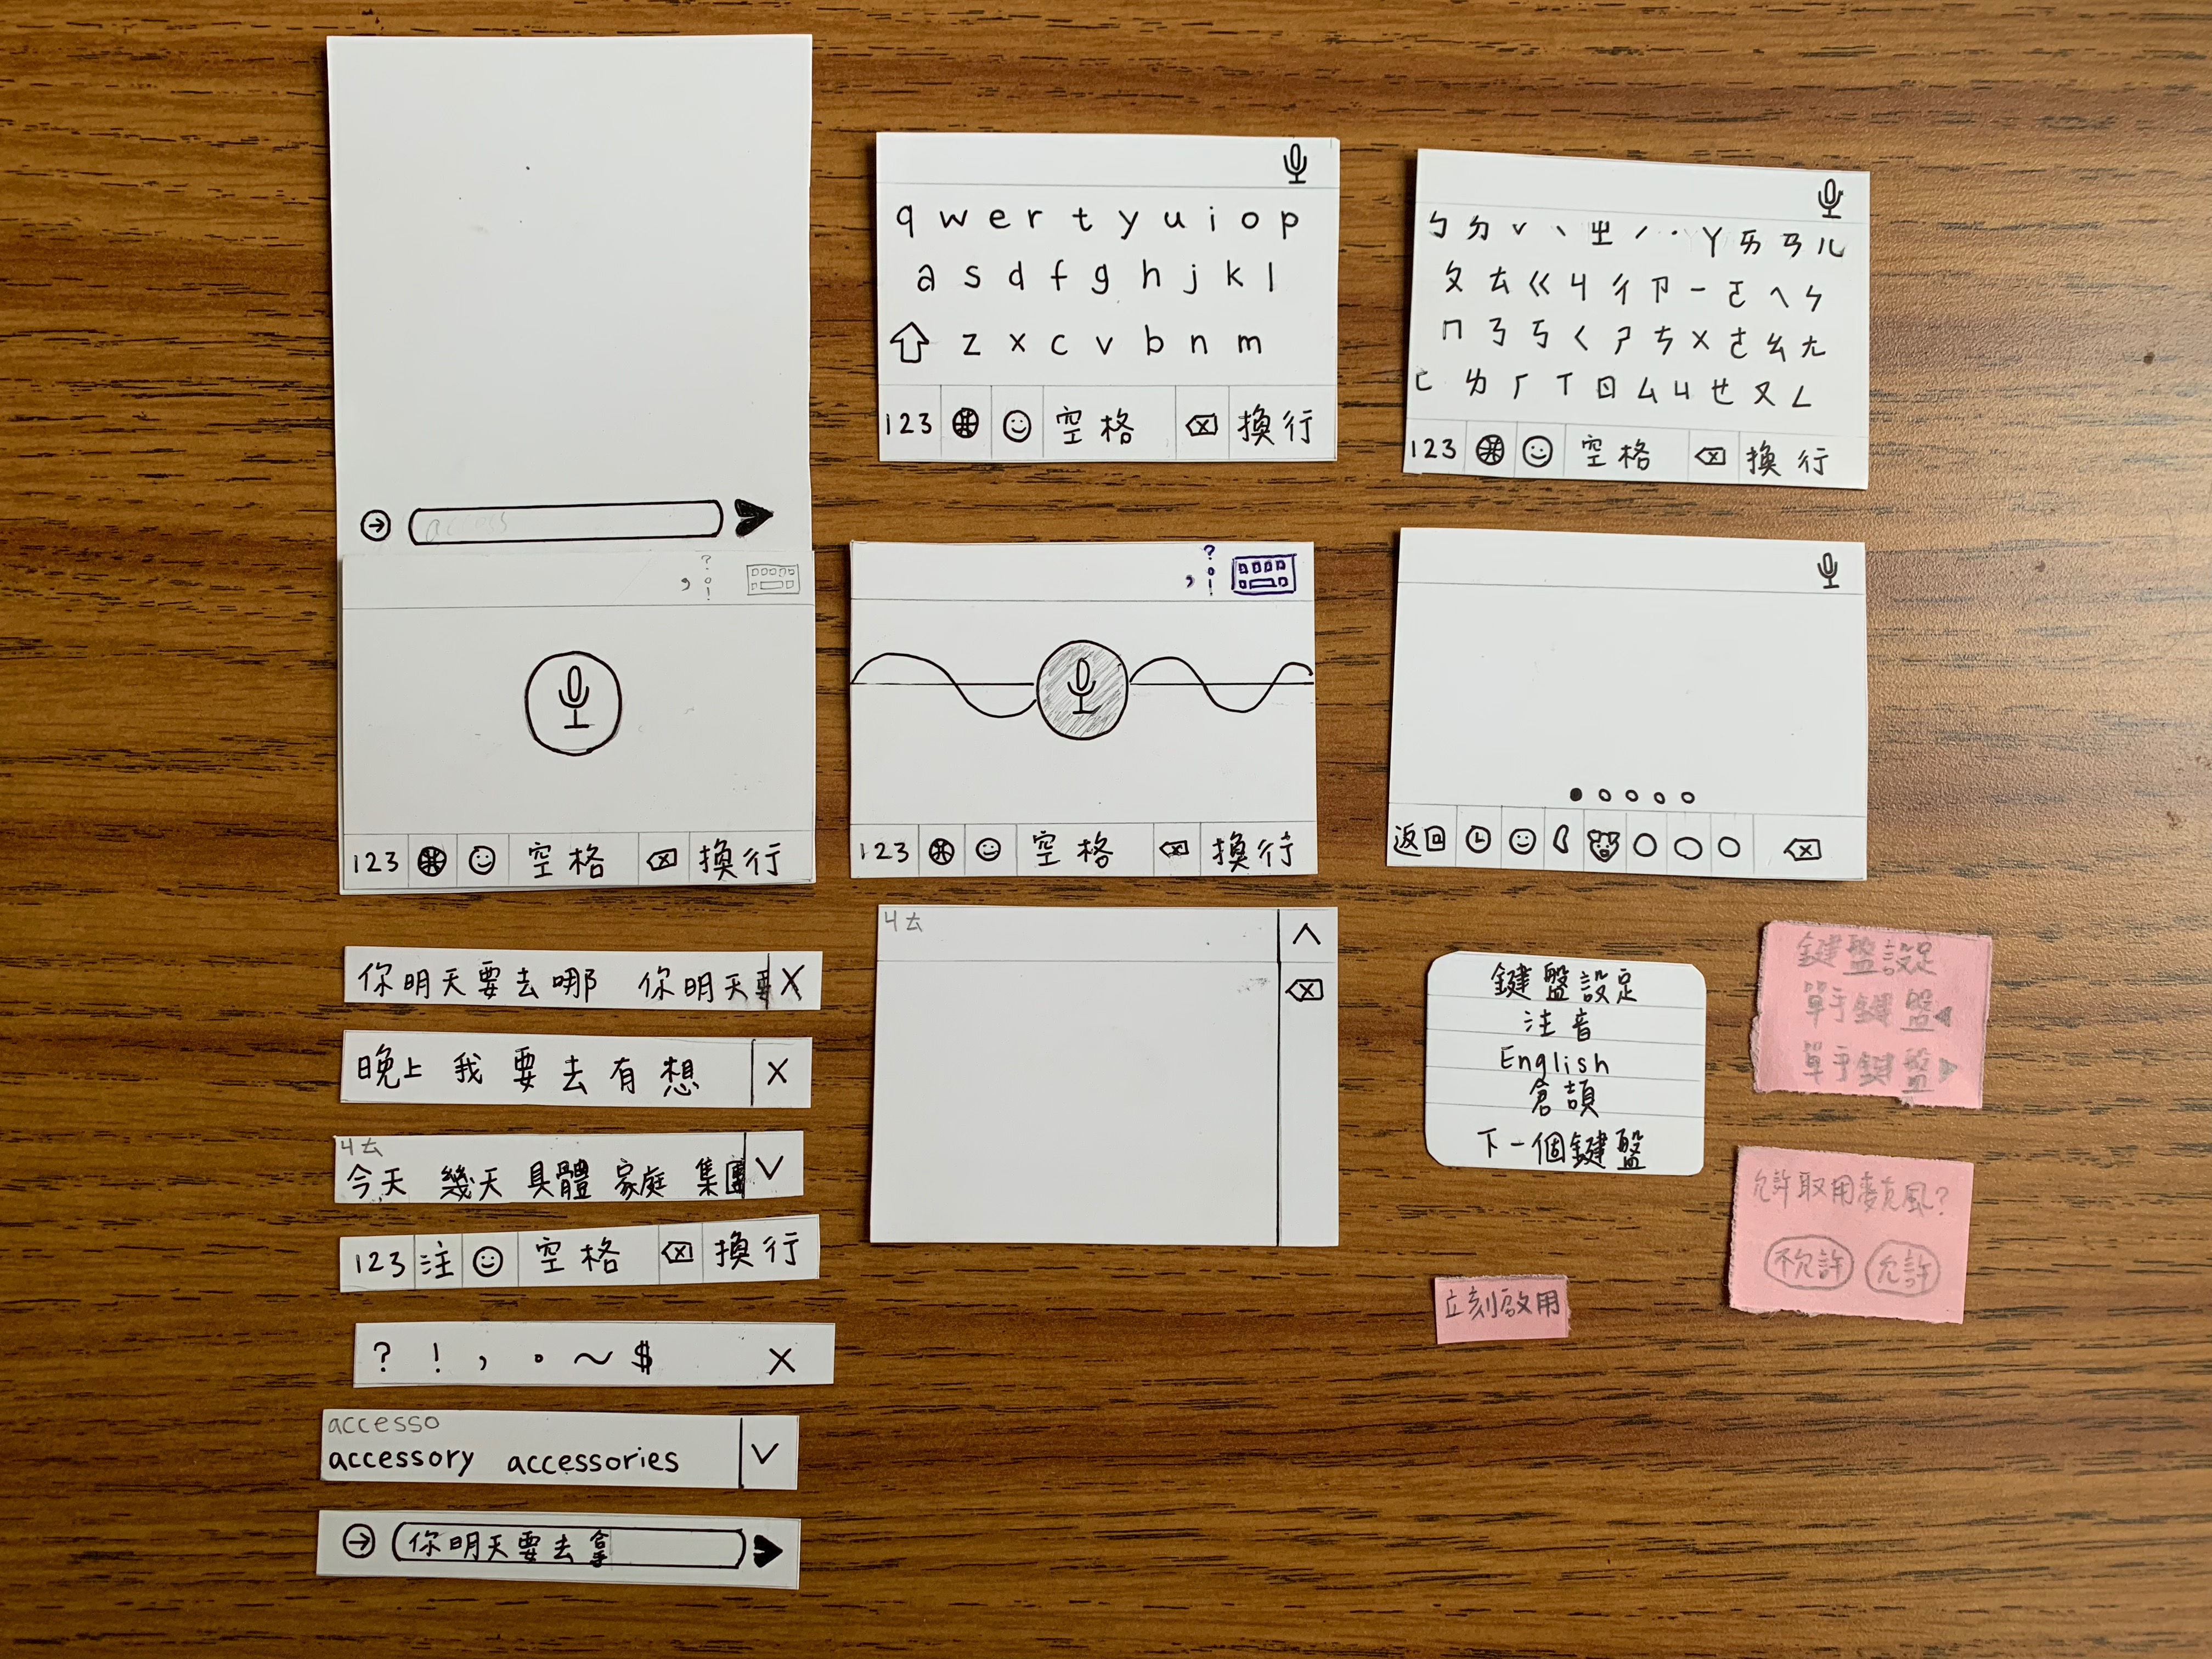 access
, ? 。 !
123 空格 換行
q w e r t y u i o p
a s d f g h j k l
z x c v b n m
123 空格 換行
ㄅ ㄉ ˇ ˋ ㄓ ˊ ˙ ㄚ ㄞ ㄢ ㄦ
ㄆ ㄊ ㄍ ㄐ ㄔ ㄗ ㄧ ㄛ ㄟ ㄣ
ㄇ ㄋ ㄎ ㄑ ㄕ ㄘ ㄨ ㄜ ㄠ ㄤ
ㄈ ㄌ ㄏ ㄒ ㄖ ㄙ ㄩ ㄝ ㄡ ㄥ
123 空格 換行
, ? 。 !
123 空格 換行
返回
你明天要去哪 你明天要 X
晚上 我 要 去 有 想 X
ㄐㄊ
今天 幾天 具體 家庭 集團
123 注 空格 換行
? ! , 。 ~ $ X
accesso
accessory accessories
你明天要去拿
ㄐㄊ
鍵盤設定
注音
English
倉頡
下一個鍵盤
鍵盤設定
單手鍵盤
單手鍵盤
允許取用麥克風?
不允許 允許
立刻啟用